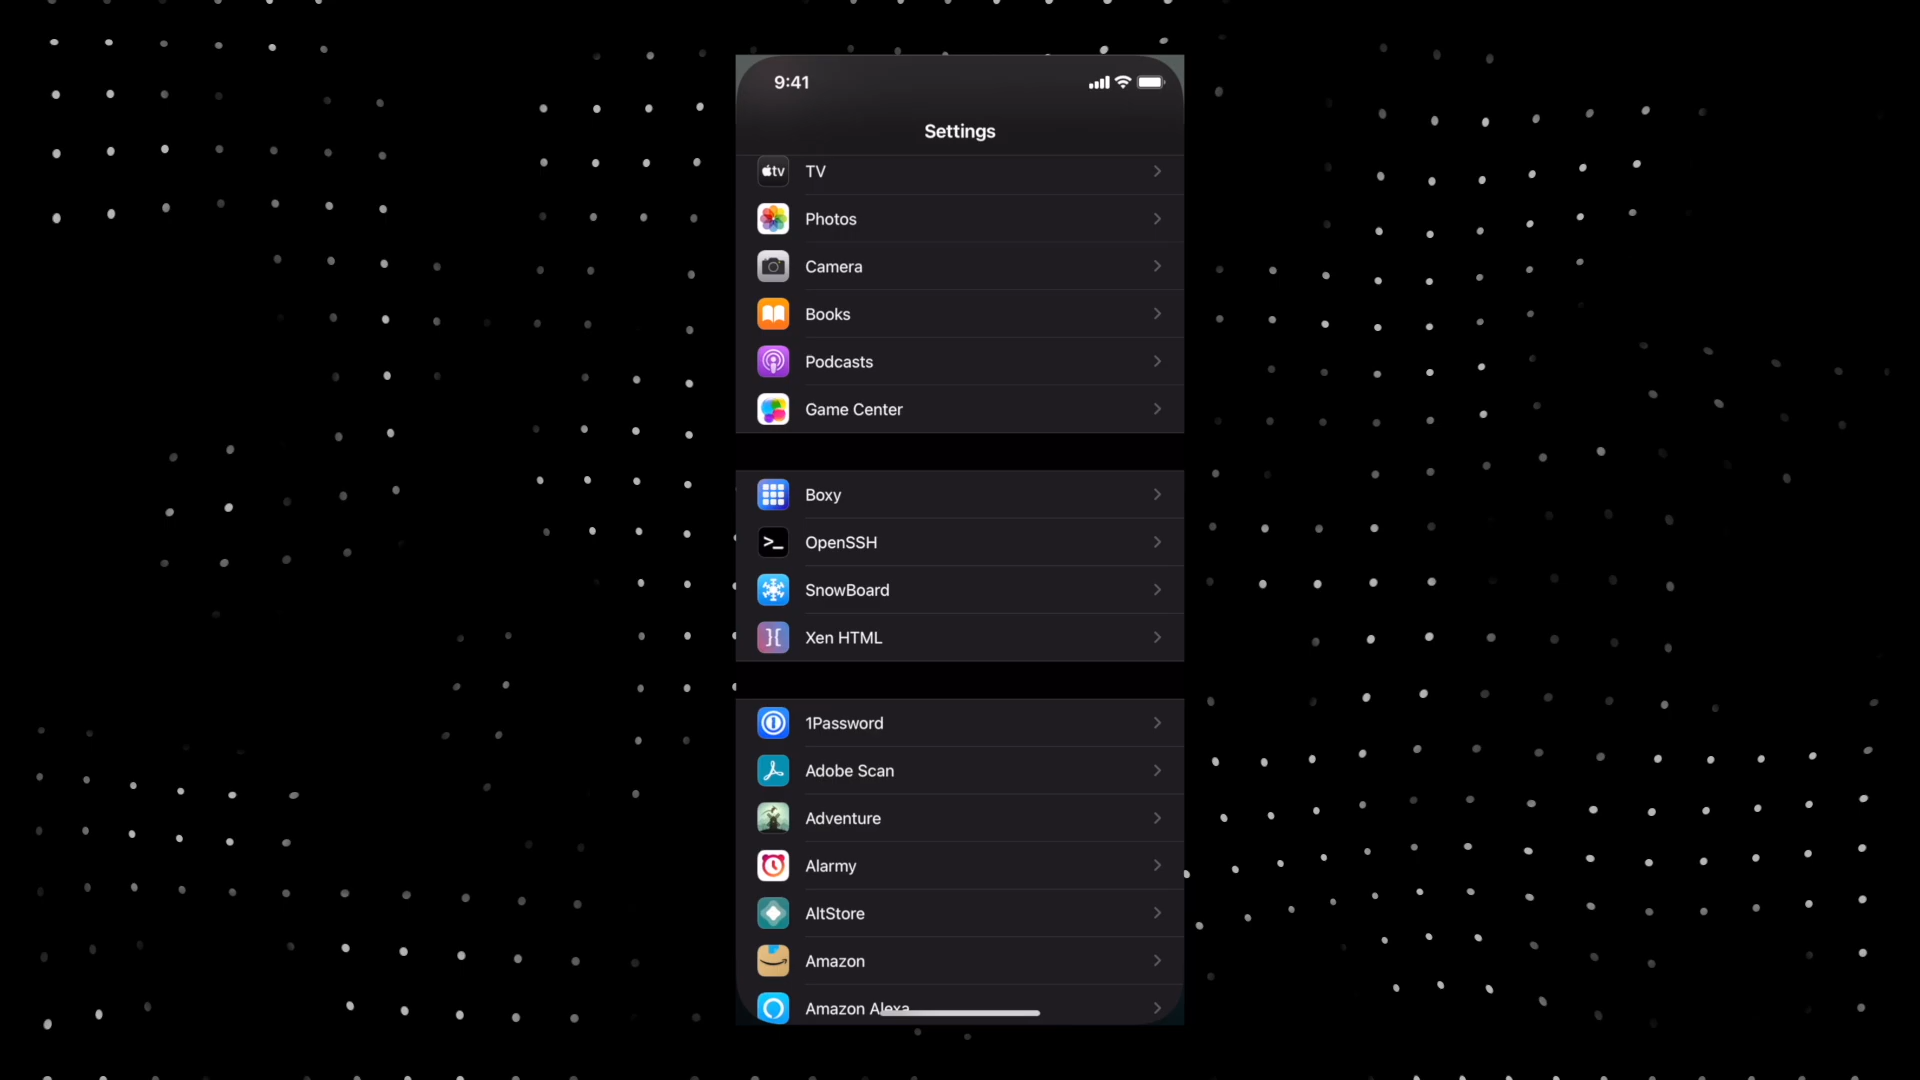 9:41
Settings
tv TV
Photos
Camera
Books
Podcasts
Game Center
Boxy
>_ OpenSSH
SnowBoard
}{ Xen HTML
1Password
Adobe Scan
Adventure
Alarmy
AltStore
Amazon
Amazon Alexa